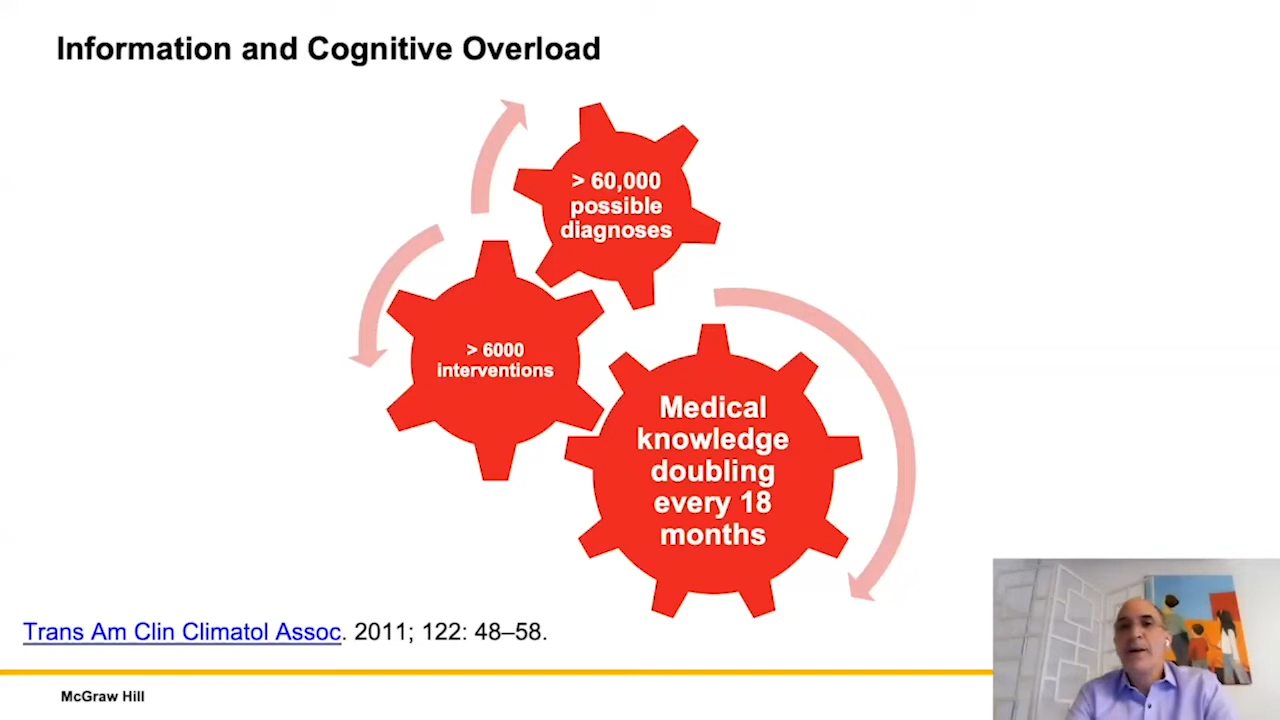 Information and Cognitive Overload
> 60,000
possible
diagnoses
> 6000
interventions
Medical
knowledge
doubling
every 18
months
Trans Am Clin Climatol Assoc. 2011; 122: 48–58.
McGraw Hill